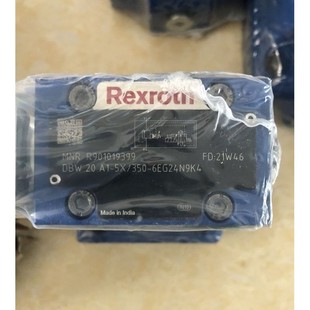 Rexroth
MNR: R901019399 FD:21W46
DBW 20 A1-5X/350-6EG24N9K4
Made in India